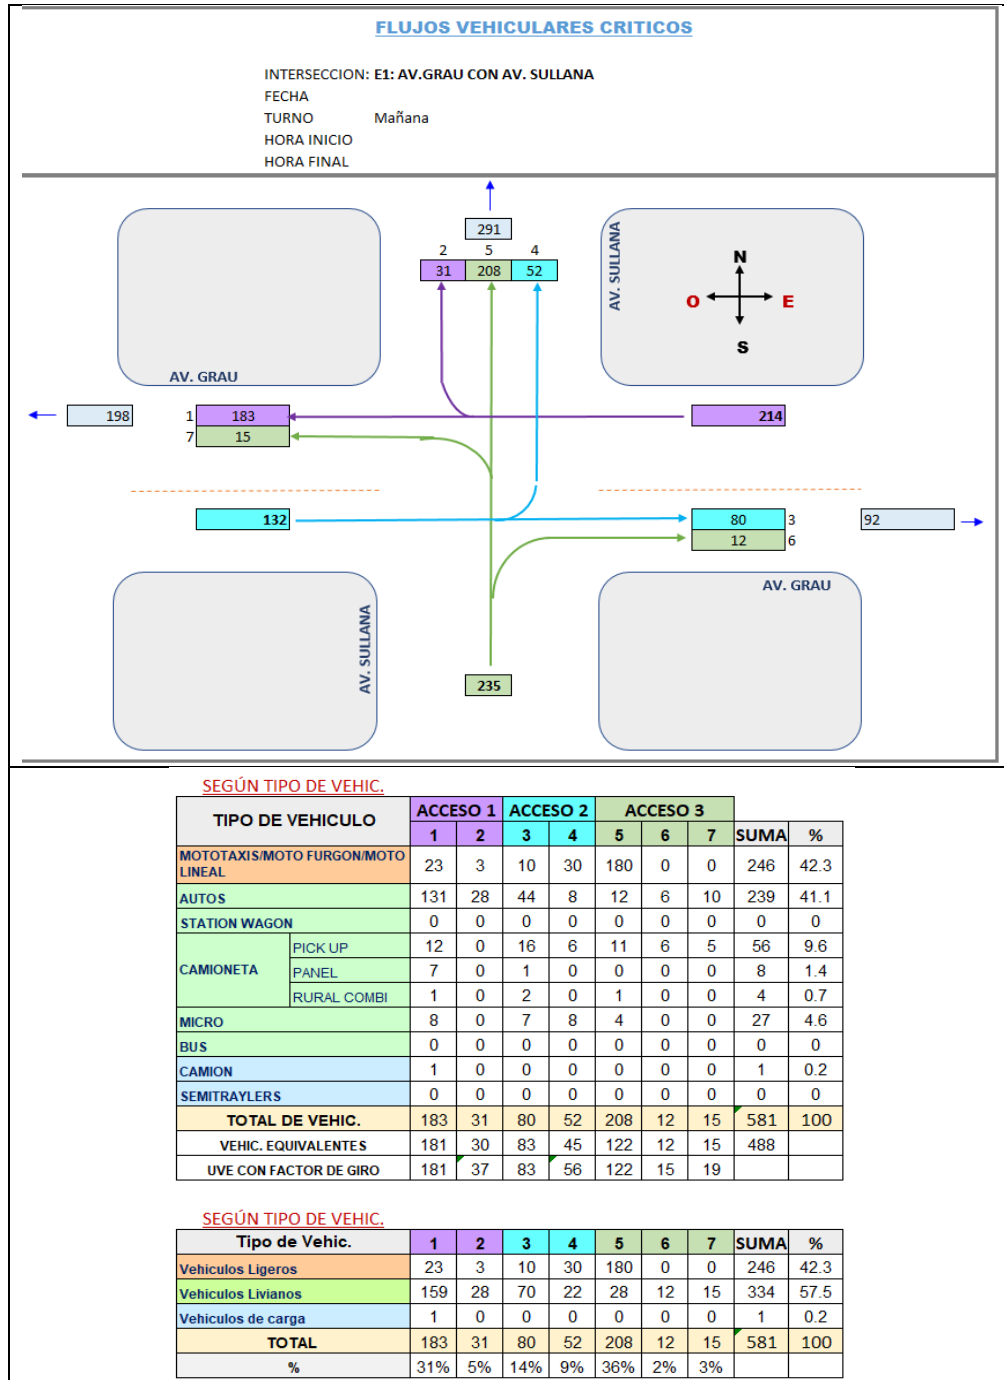 FLUJOS VEHICULARES CRITICOS
INTERSECCION: E1: AV.GRAU CON AV. SULLANA
FECHA
TURNO Mañana
HORA INICIO
HORA FINAL
291
2 5 4
31 208 52
AV. SULLANA
N
O E
S
AV. GRAU
198
1 183
7 15
214
132
80 3
12 6
92
AV. GRAU
AV. SULLANA
235
SEGÚN TIPO DE VEHIC.
TIPO DE VEHICULO ACCESO 1 ACCESO 2 ACCESO 3
1 2 3 4 5 6 7 SUMA %
MOTOTAXIS/MOTO FURGON/MOTO
LINEAL 23 3 10 30 180 0 0 246 42.3
AUTOS 131 28 44 8 12 6 10 239 41.1
STATION WAGON 0 0 0 0 0 0 0 0 0
CAMIONETA PICK UP 12 0 16 6 11 6 5 56 9.6
PANEL 7 0 1 0 0 0 0 8 1.4
RURAL COMBI 1 0 2 0 1 0 0 4 0.7
MICRO 8 0 7 8 4 0 0 27 4.6
BUS 0 0 0 0 0 0 0 0 0
CAMION 1 0 0 0 0 0 0 1 0.2
SEMITRAYLERS 0 0 0 0 0 0 0 0 0
TOTAL DE VEHIC. 183 31 80 52 208 12 15 581 100
VEHIC. EQUIVALENTES 181 30 83 45 122 12 15 488
UVE CON FACTOR DE GIRO 181 37 83 56 122 15 19
SEGÚN TIPO DE VEHIC.
Tipo de Vehic. 1 2 3 4 5 6 7 SUMA %
Vehiculos Ligeros 23 3 10 30 180 0 0 246 42.3
Vehiculos Livianos 159 28 70 22 28 12 15 334 57.5
Vehiculos de carga 1 0 0 0 0 0 0 1 0.2
TOTAL 183 31 80 52 208 12 15 581 100
% 31% 5% 14% 9% 36% 2% 3%